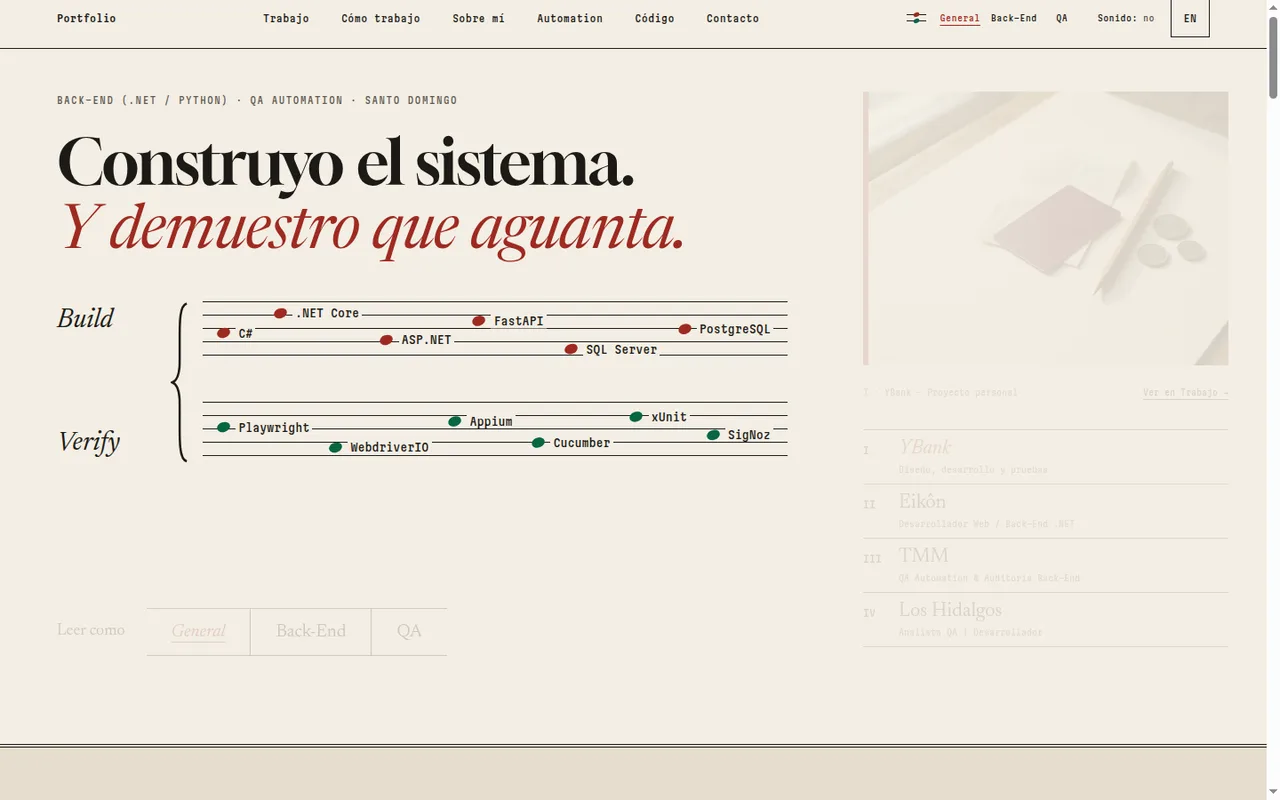 Portfolio
Trabajo Cómo trabajo Sobre mí Automation Código Contacto
General Back-End QA Sonido: no EN
BACK-END (.NET / PYTHON) · QA AUTOMATION · SANTO DOMINGO
Construyo el sistema.
Y demuestro que aguanta.
Build
.NET Core FastAPI
C# ASP.NET SQL Server PostgreSQL
Verify
Playwright Appium xUnit
WebdriverIO Cucumber SigNoz
Leer como General Back-End QA
I YBank — Proyecto personal Ver en Trabajo →
I YBank
Diseño, desarrollo y pruebas
II Eikôn
Desarrollador Web / Back-End .NET
III TMM
QA Automation & Auditoría Back-End
IV Los Hidalgos
Analista QA | Desarrollador